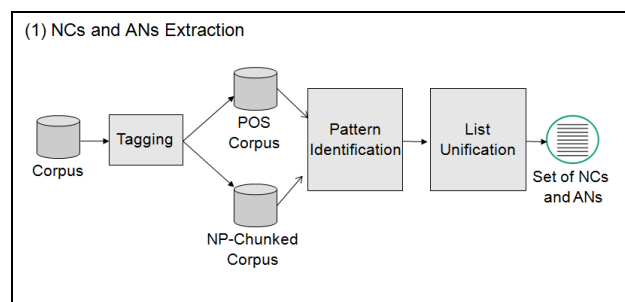 (1) NCs and ANs Extraction
Corpus
Tagging
POS
Corpus
NP-Chunked
Corpus
Pattern
Identification
List
Unification
Set of NCs
and ANs